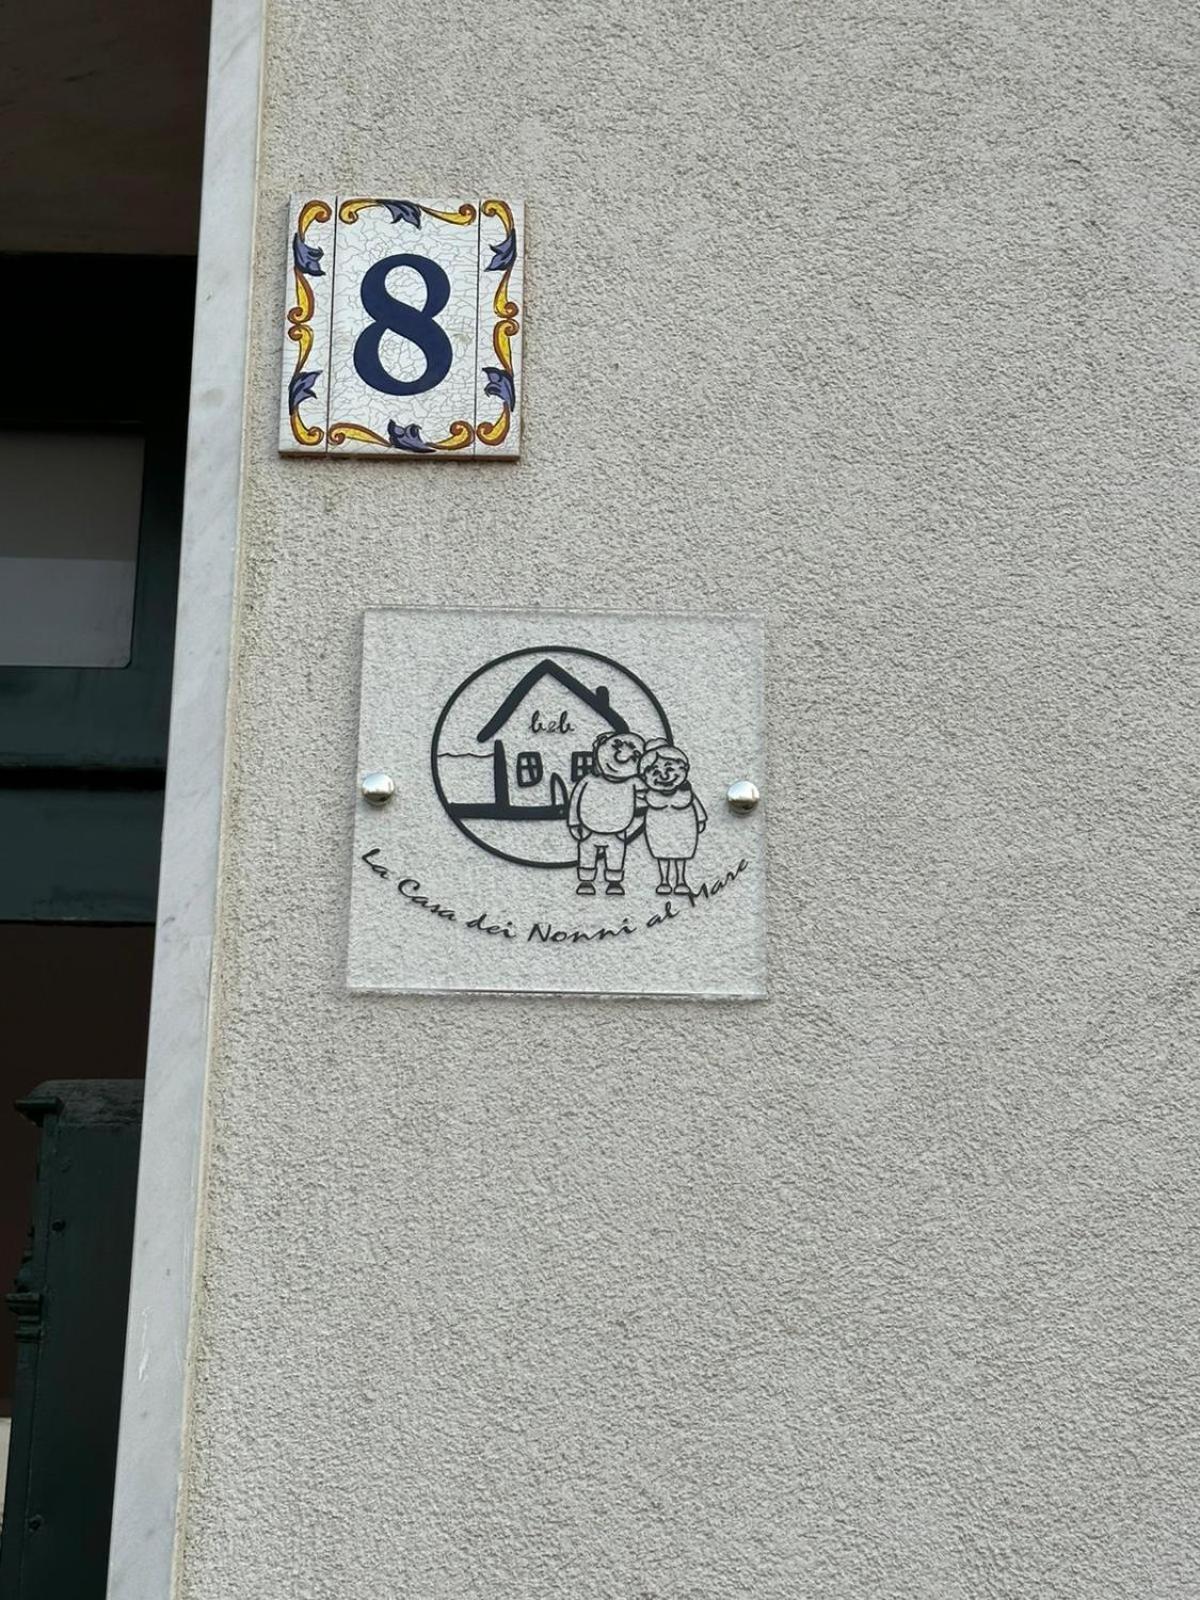 8
b&b
La Casa dei Nonni al Mare